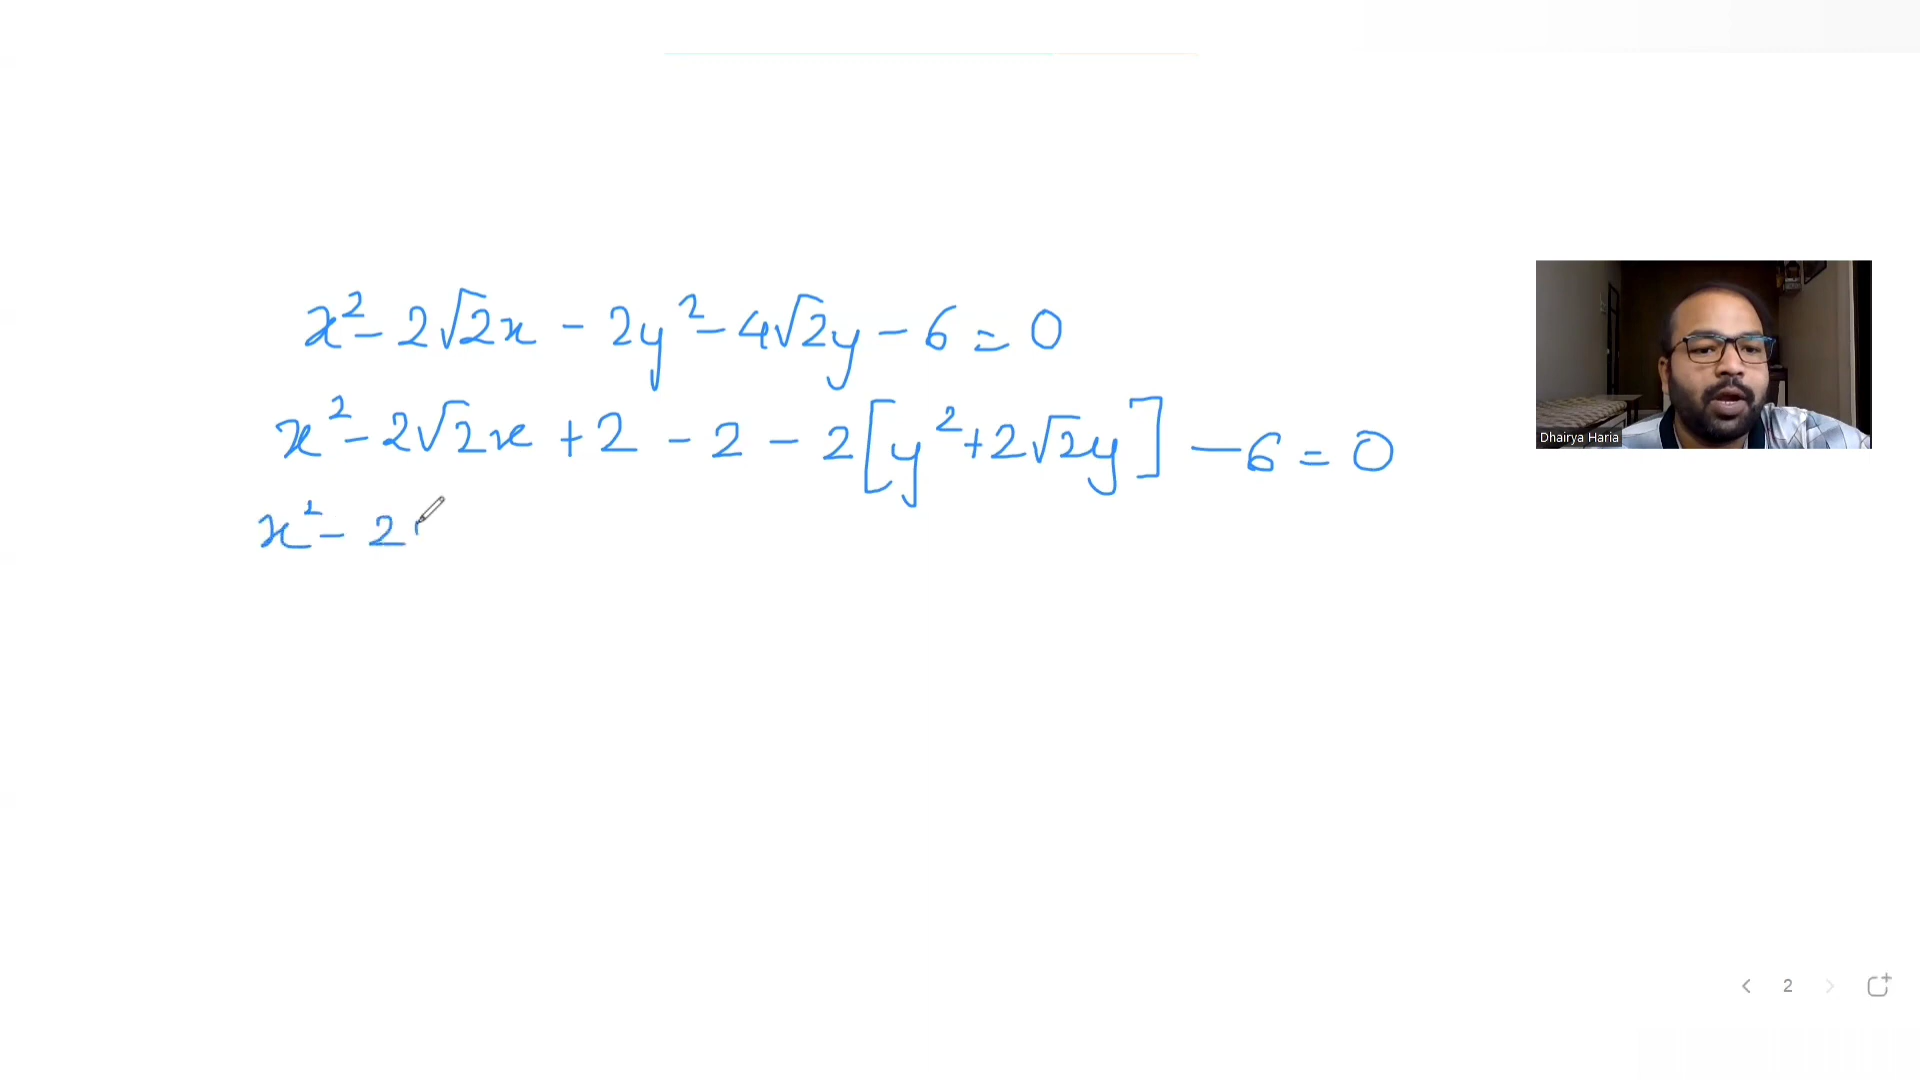 x² - 2√2x - 2y² - 4√2y - 6 = 0
x² - 2√2x + 2 - 2 - 2[y² + 2√2y] - 6 = 0
x² - 2
Dhairya Haria
2